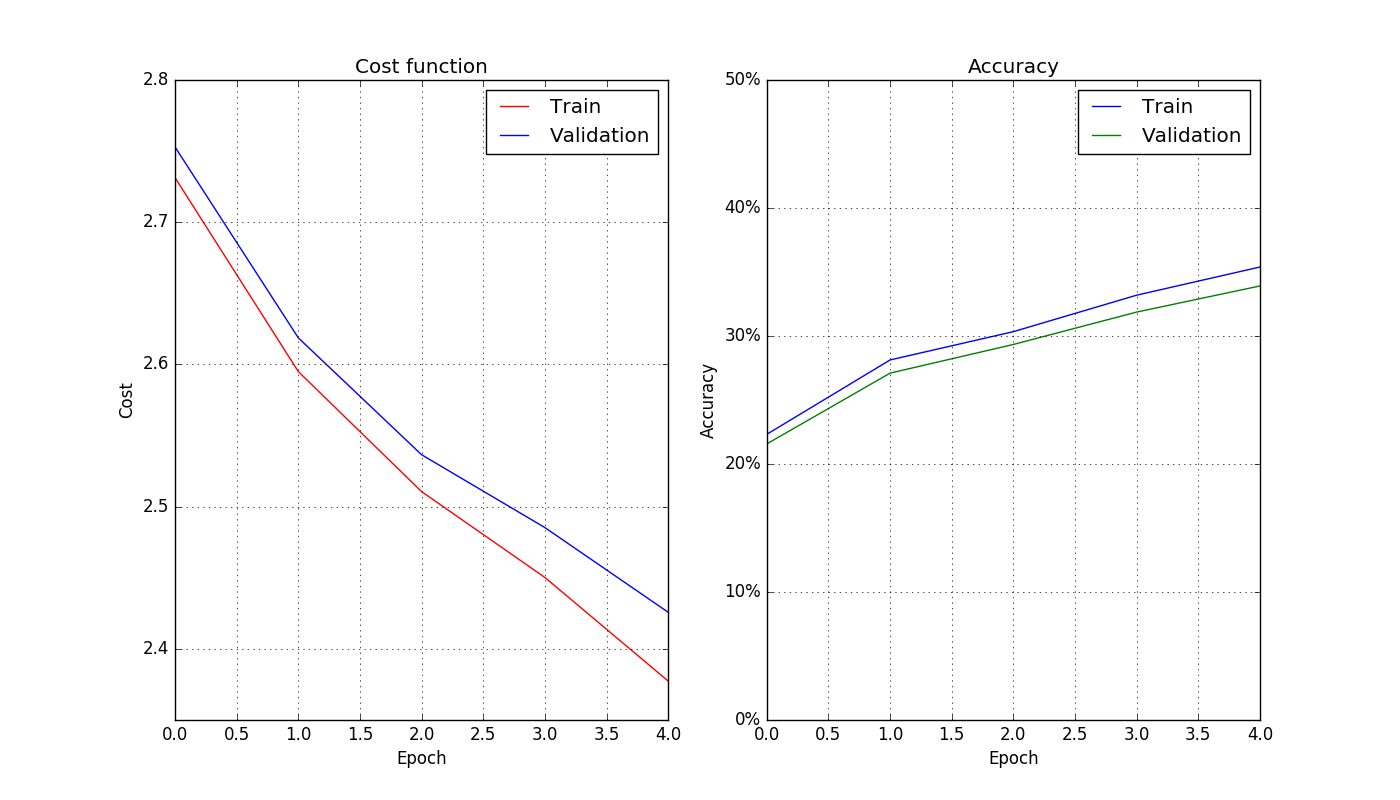 Cost function
2.8
2.7
2.6
2.5
2.4
Cost
Train
Validation
0.0 0.5 1.0 1.5 2.0 2.5 3.0 3.5 4.0
Epoch
Accuracy
50%
40%
30%
20%
10%
0%
Accuracy
Train
Validation
0.0 0.5 1.0 1.5 2.0 2.5 3.0 3.5 4.0
Epoch